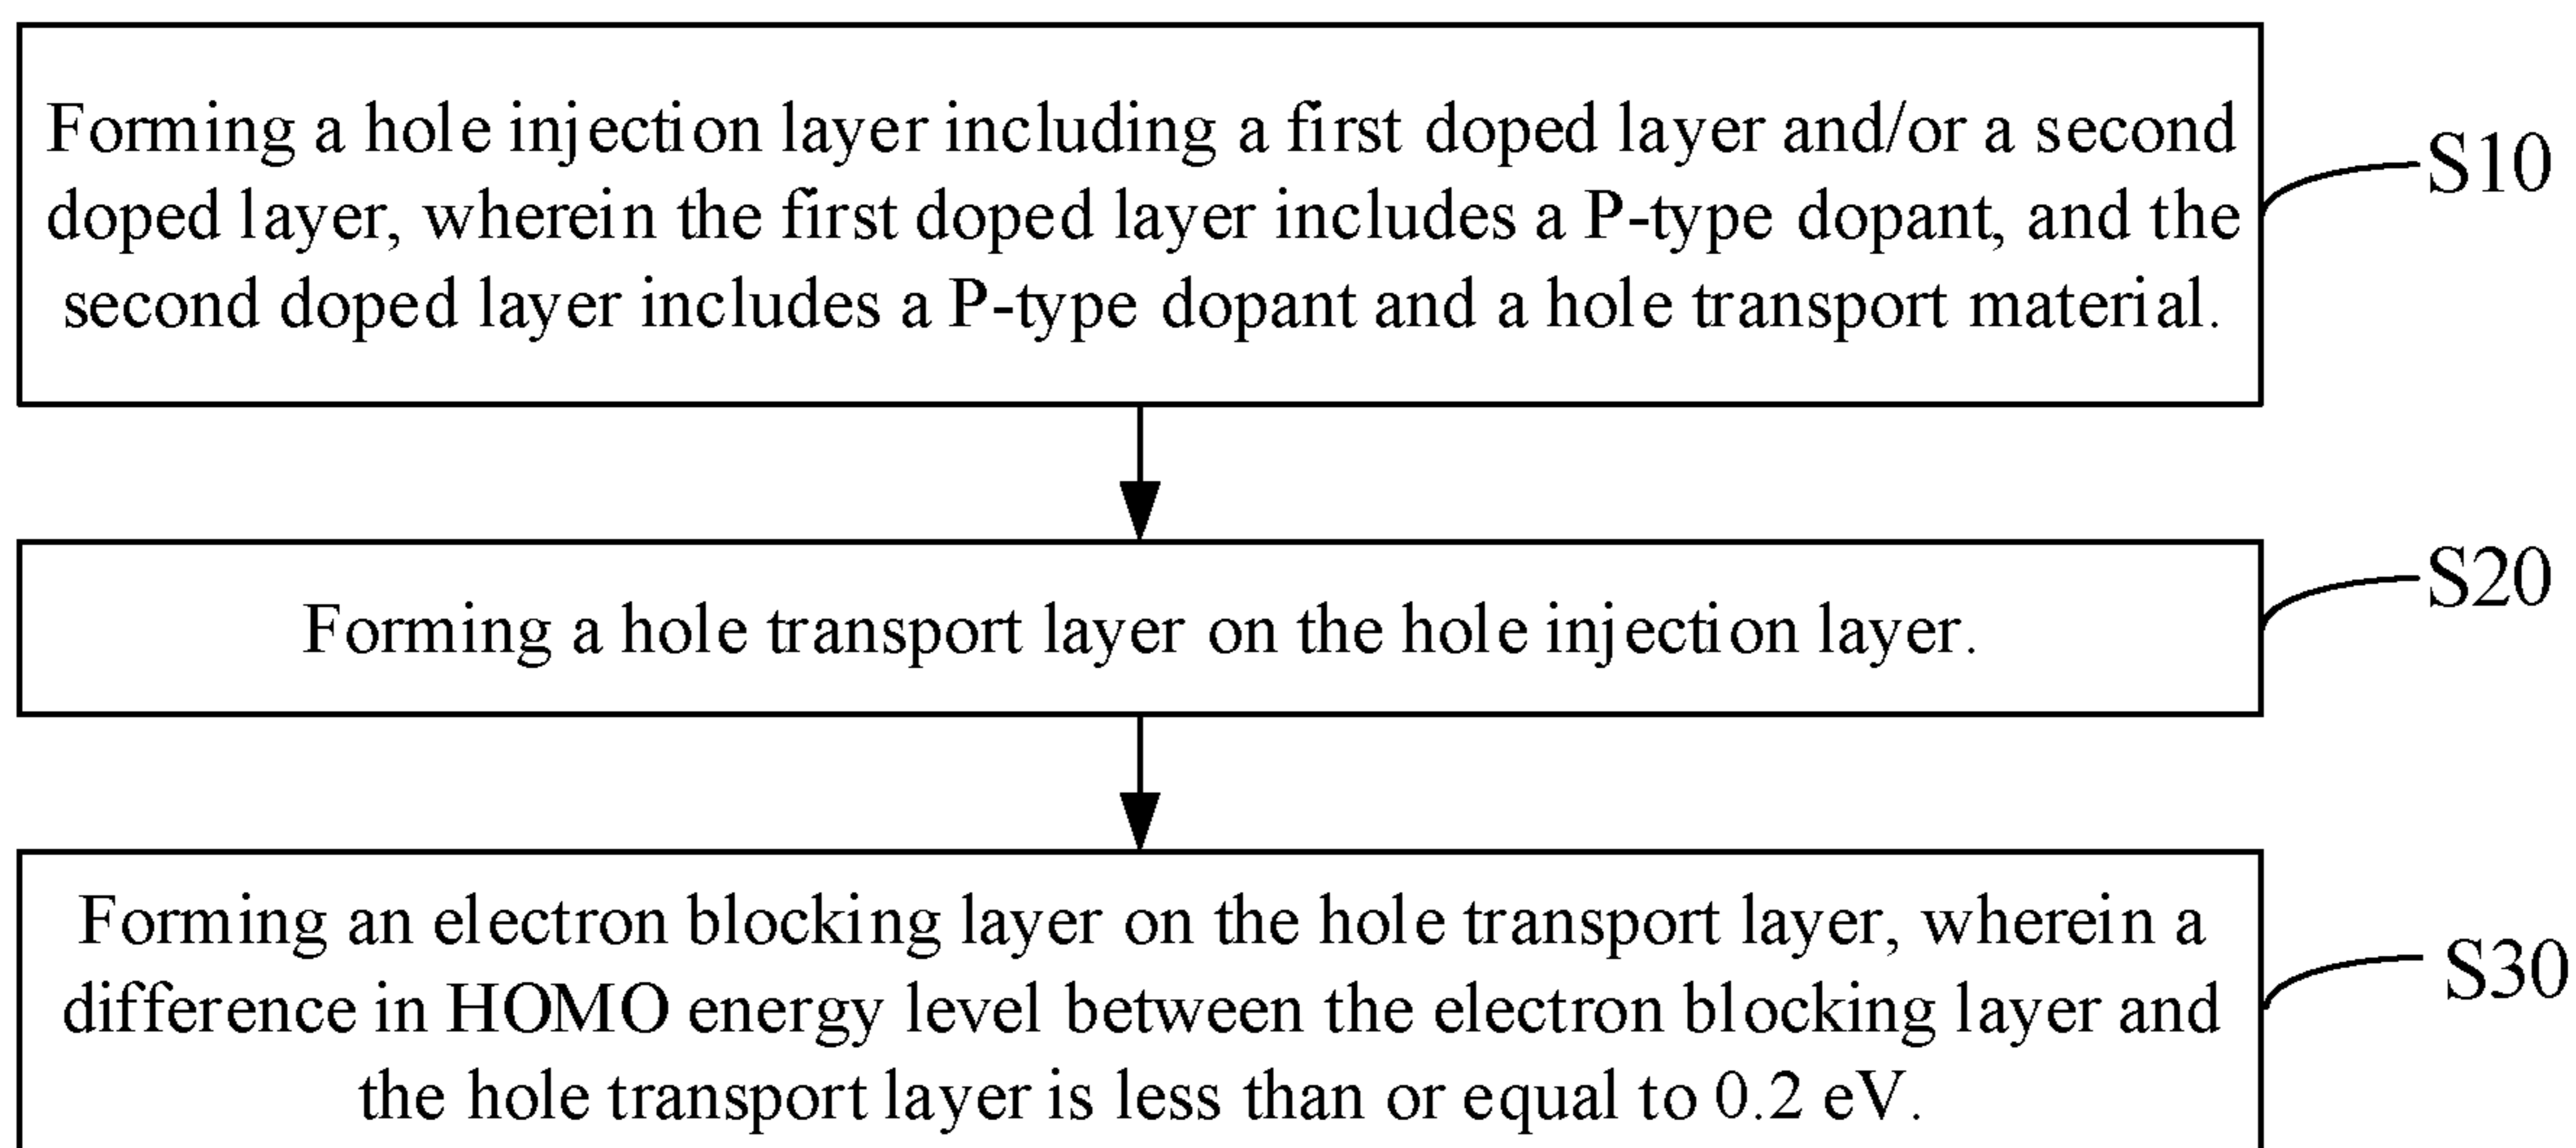 Forming a hole injection layer including a first doped layer and/or a second
doped layer, wherein the first doped layer includes a P-type dopant, and the
second doped layer includes a P-type dopant and a hole transport material.
S10
Forming a hole transport layer on the hole injection layer.
S20
Forming an electron blocking layer on the hole transport layer, wherein a
difference in HOMO energy level between the electron blocking layer and
the hole transport layer is less than or equal to 0.2 eV.
S30